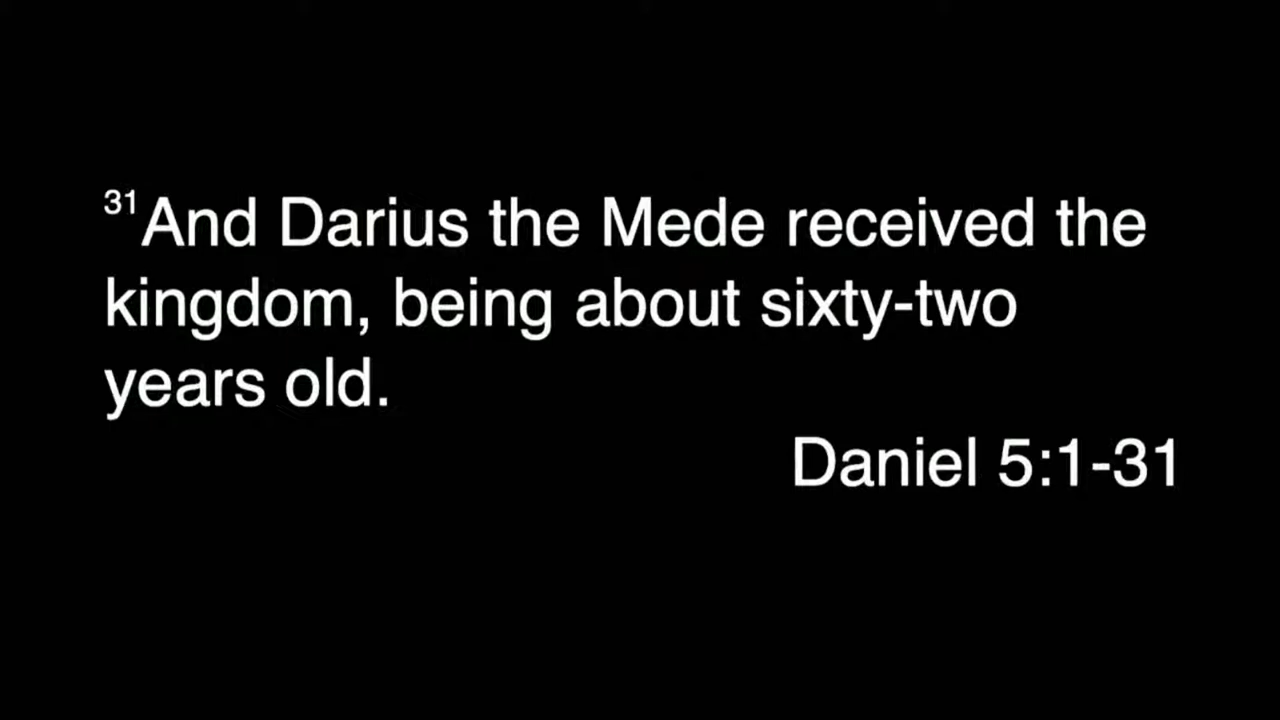 31And Darius the Mede received the
kingdom, being about sixty-two
years old.
Daniel 5:1-31